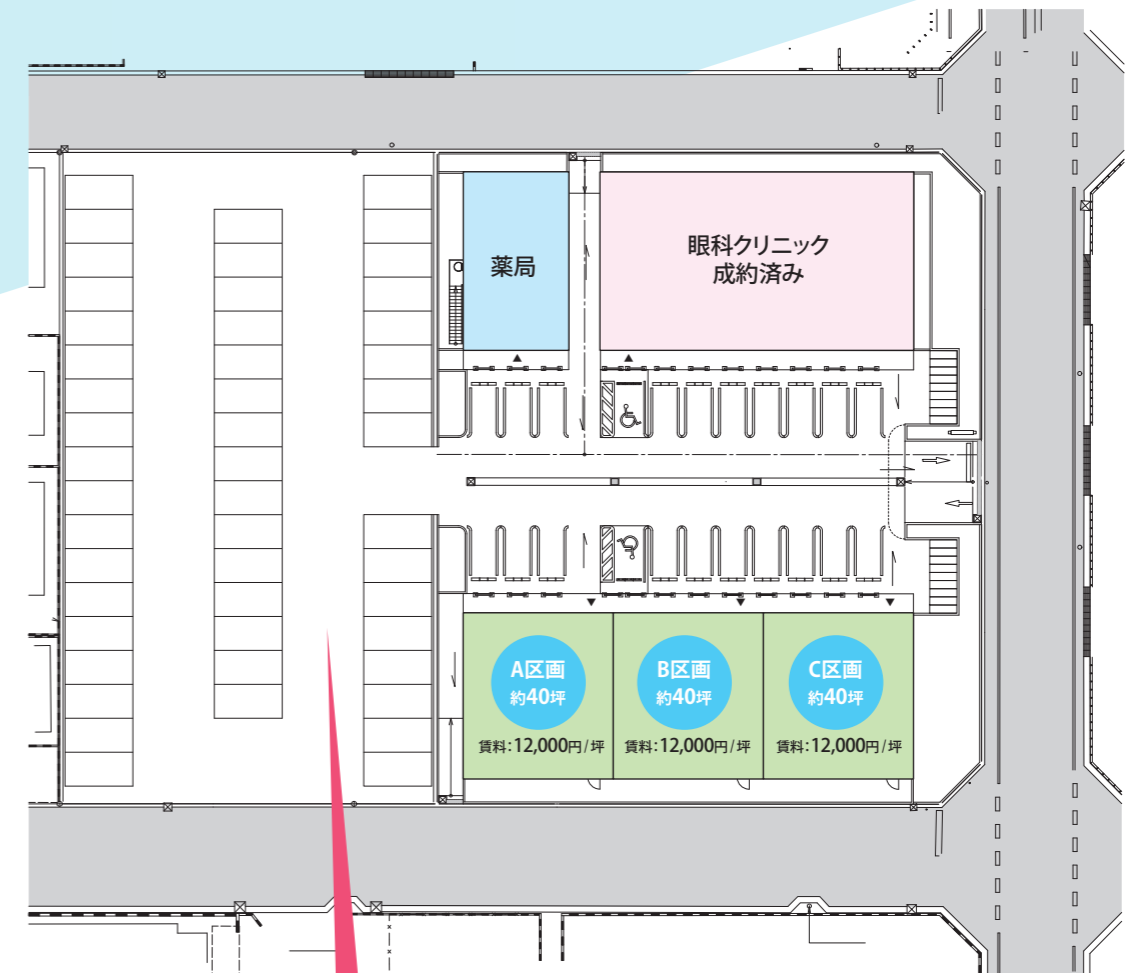 薬局
眼科クリニック
成約済み
A区画
約40坪
賃料:12,000円/坪
B区画
約40坪
賃料:12,000円/坪
C区画
約40坪
賃料:12,000円/坪